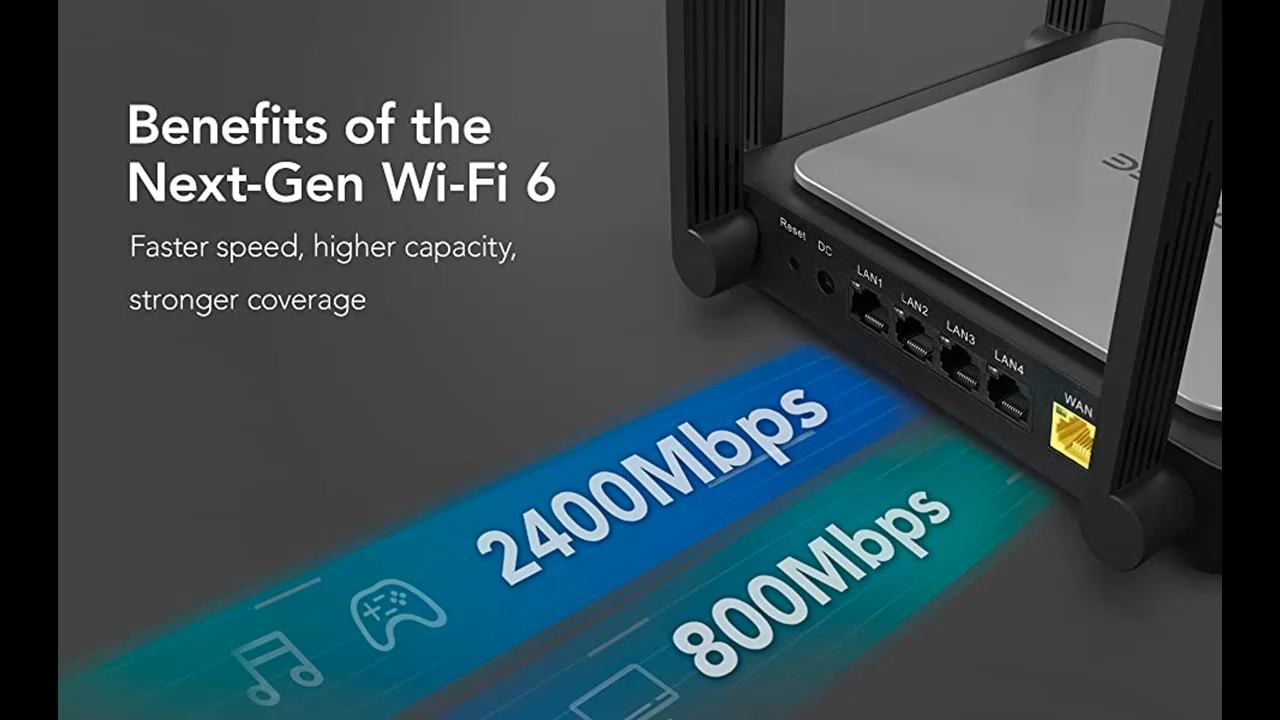 Benefits of the
Next-Gen Wi-Fi 6
Faster speed, higher capacity,
stronger coverage
Reset
DC
LAN1
LAN2
LAN3
LAN4
WAN
2400Mbps
800Mbps